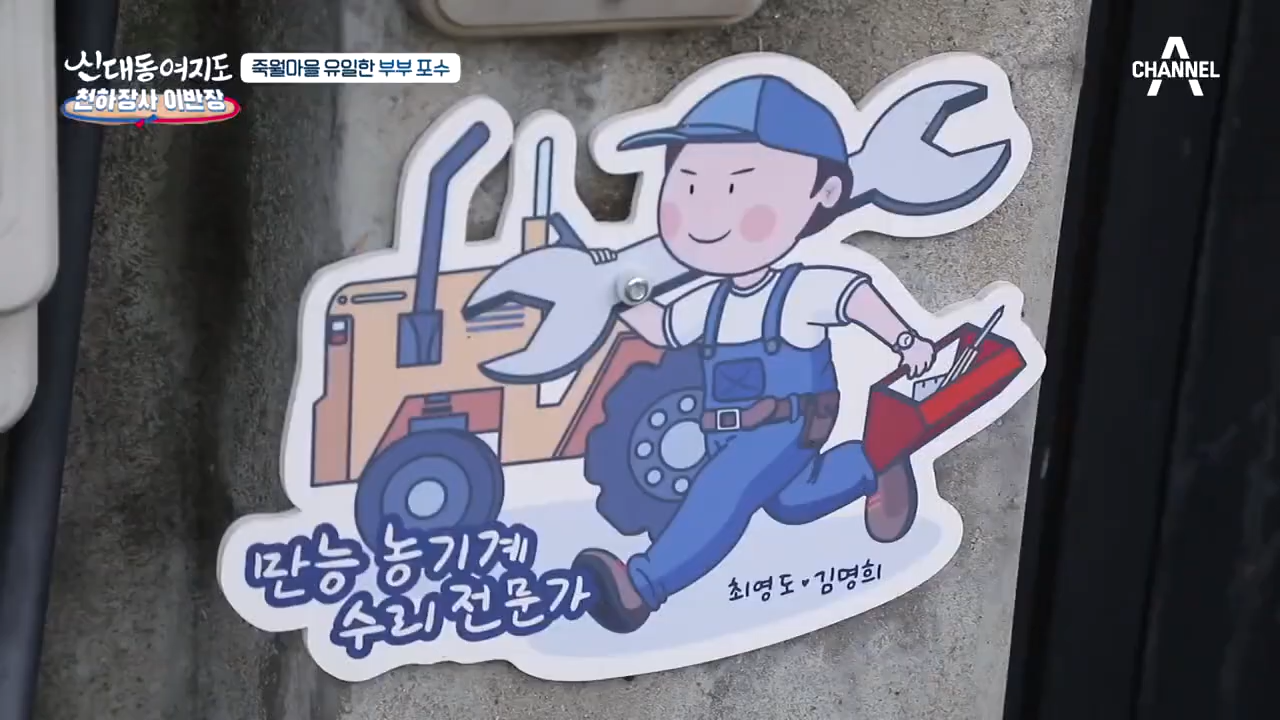 신대동여지도
천하장사 이반장
죽월마을 유일한 부부 포수
CHANNEL A
만능 농기계
수리 전문가
최영도·김명희